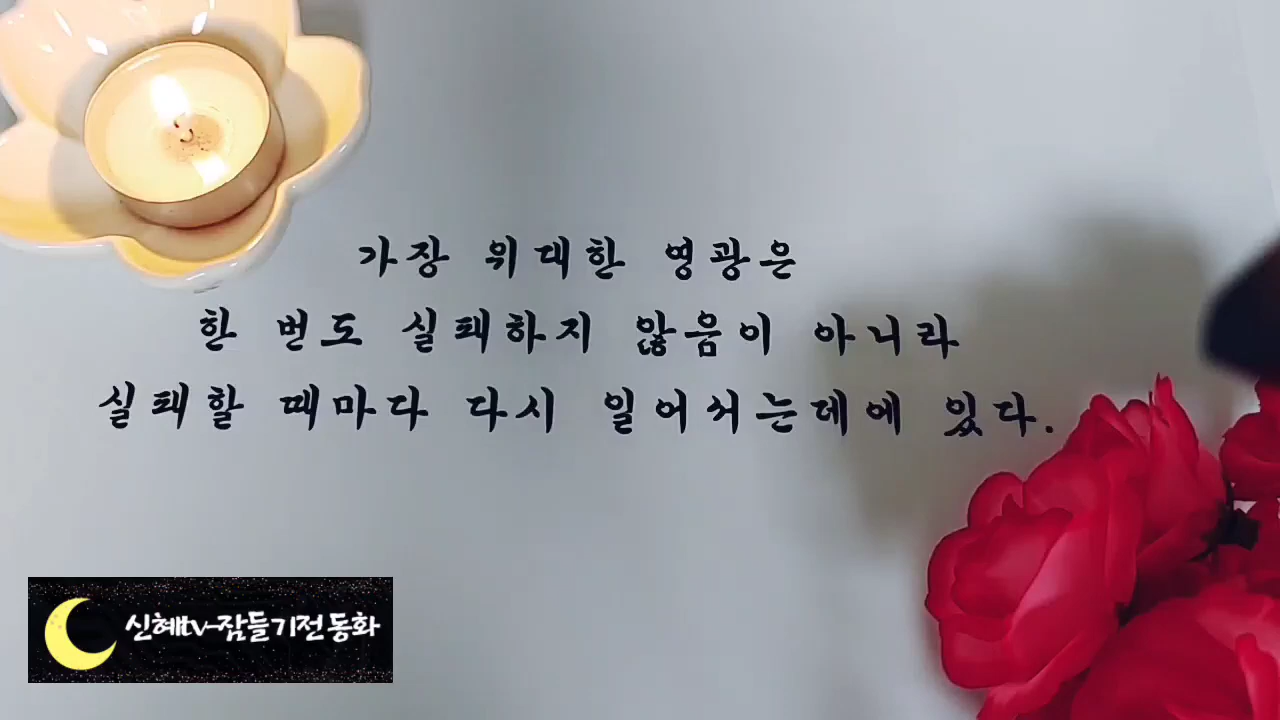 가장 위대한 영광은
한 번도 실패하지 않음이 아니라
실패할 때마다 다시 일어서는데에 있다.
신혜tv-잠들기전 동화